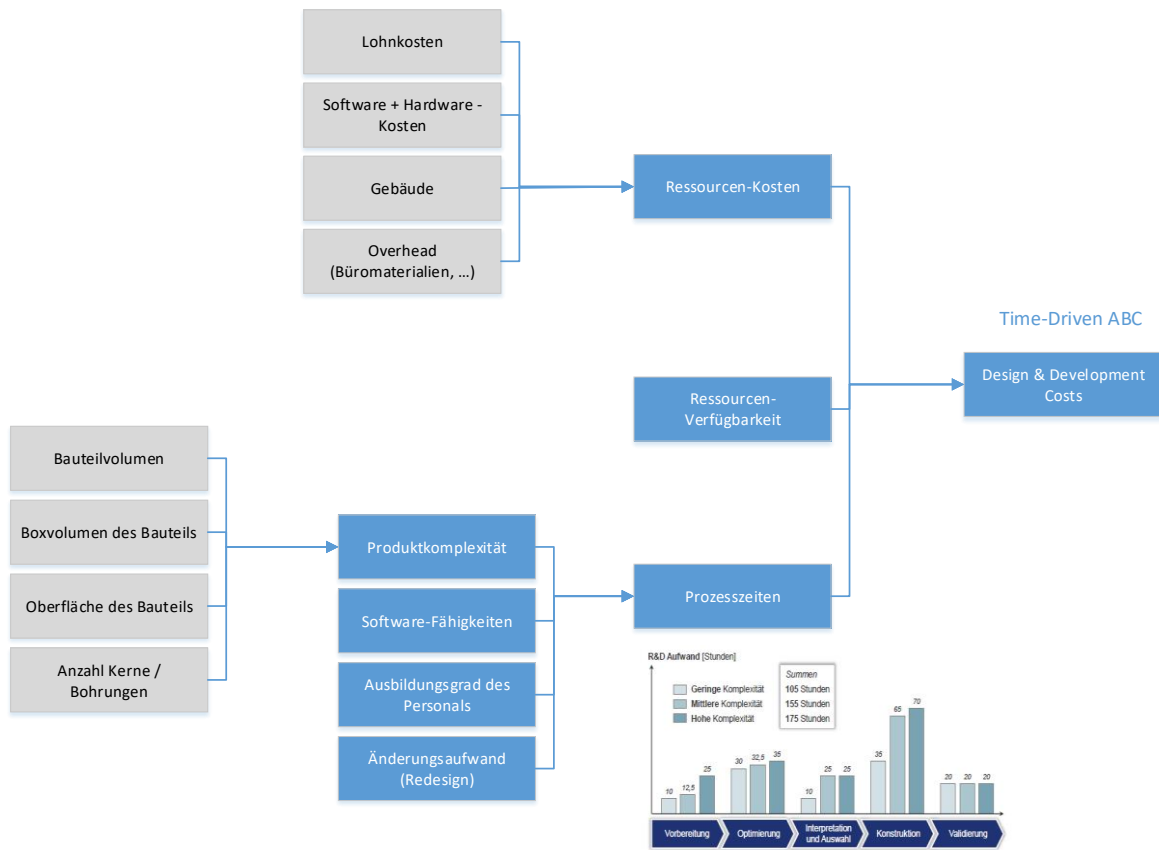 Lohnkosten
Software + Hardware -
Kosten
Gebäude
Overhead
(Büromaterialien, …)
Ressourcen-Kosten
Time-Driven ABC
Design & Development
Costs
Ressourcen-
Verfügbarkeit
Bauteilvolumen
Boxvolumen des Bauteils
Oberfläche des Bauteils
Anzahl Kerne /
Bohrungen
Produktkomplexität
Software-Fähigkeiten
Ausbildungsgrad des
Personals
Änderungsaufwand
(Redesign)
Prozesszeiten
R&D Aufwand [Stunden]
Summen
Geringe Komplexität 105 Stunden
Mittlere Komplexität 155 Stunden
Hohe Komplexität 175 Stunden
10 12,5 25
30 32,5 35
10 25 25
35 65 70
20 20 20
Vorbereitung
Optimierung
Interpretation
und Auswahl
Konstruktion
Validierung